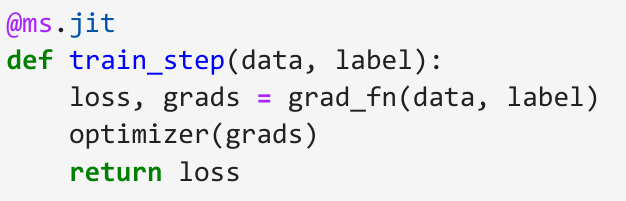 @ms.jit
def train_step(data, label):
    loss, grads = grad_fn(data, label)
    optimizer(grads)
    return loss